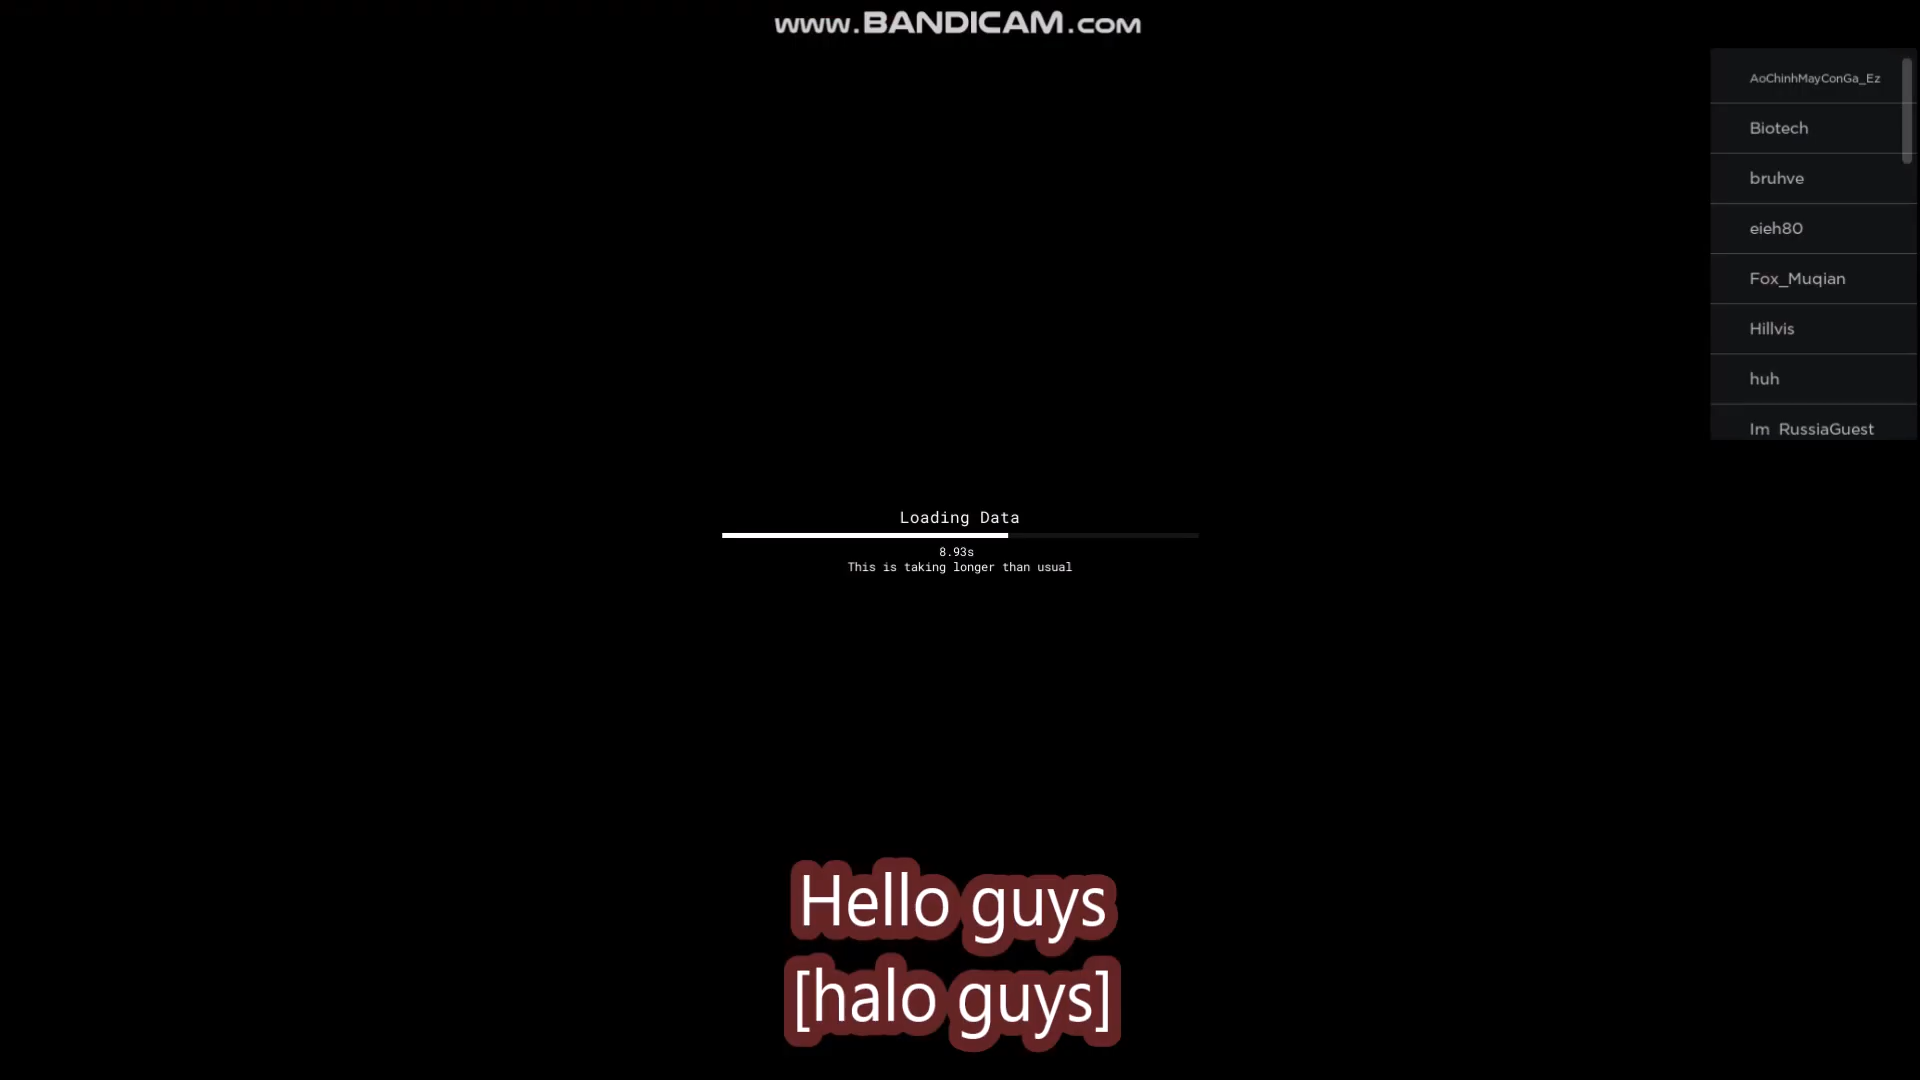 www.BANDICAM.com
AoChinhMayConGa_Ez
Biotech
bruhve
eieh80
Fox_Muqian
Hillvis
huh
Im_RussiaGuest
Loading Data
8.93s
This is taking longer than usual
Hello guys
[halo guys]